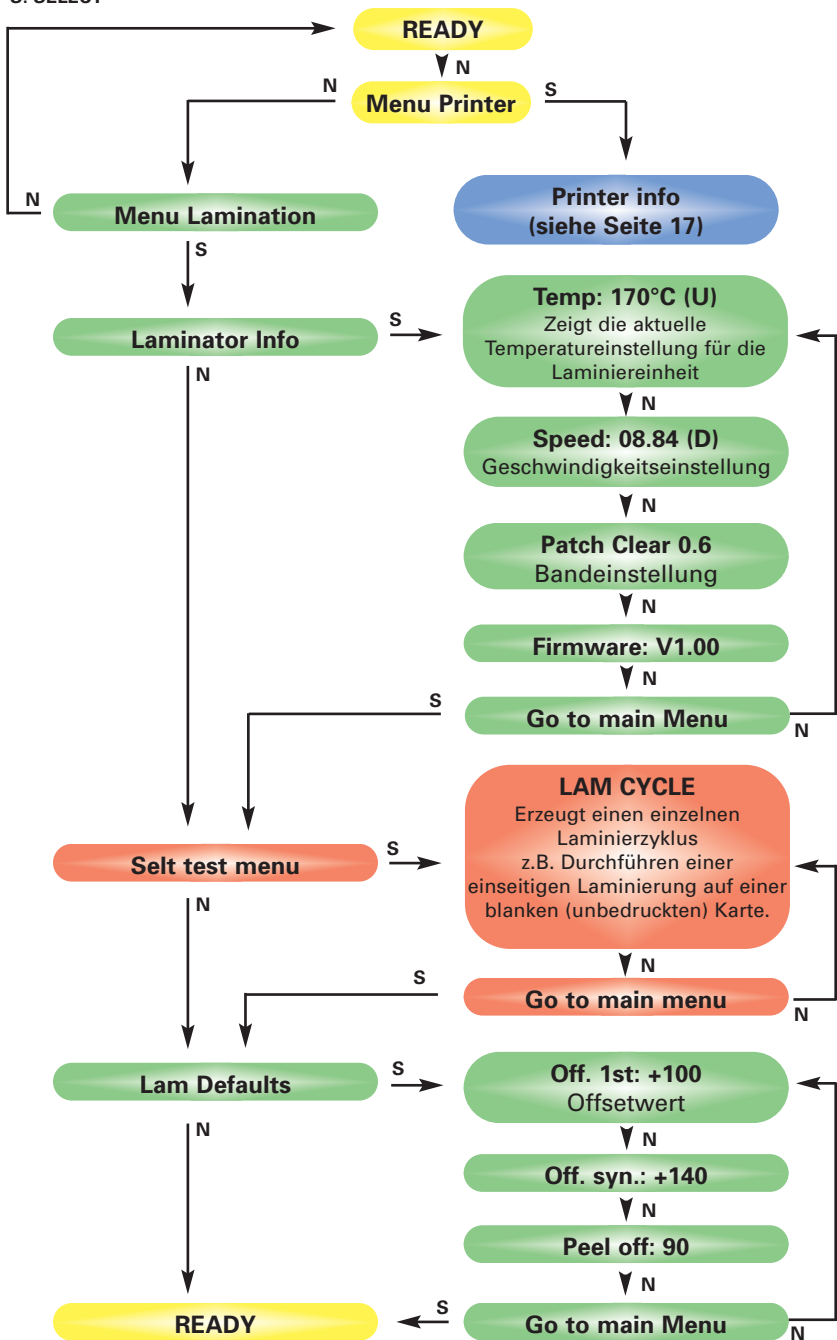 READY
N
N
Menu Printer
S
N
Menu Lamination
Printer info
(siehe Seite 17)
S
Laminator Info
S
Temp: 170°C (U)
Zeigt die aktuelle
Temperatureinstellung für die
Laminiereinheit
N
N
Speed: 08.84 (D)
Geschwindigkeitseinstellung
N
Patch Clear 0.6
Bandeinstellung
N
Firmware: V1.00
N
S
Go to main Menu
N
LAM CYCLE
Erzeugt einen einzelnen
Laminierzyklus
z.B. Durchführen einer
einseitigen Laminierung auf einer
blanken (unbedruckten) Karte.
Selt test menu
S
N
N
S
Go to main menu
N
Lam Defaults
S
Off. 1st: +100
Offsetwert
N
N
Off. syn.: +140
N
Peel off: 90
N
READY
S
Go to main Menu
N